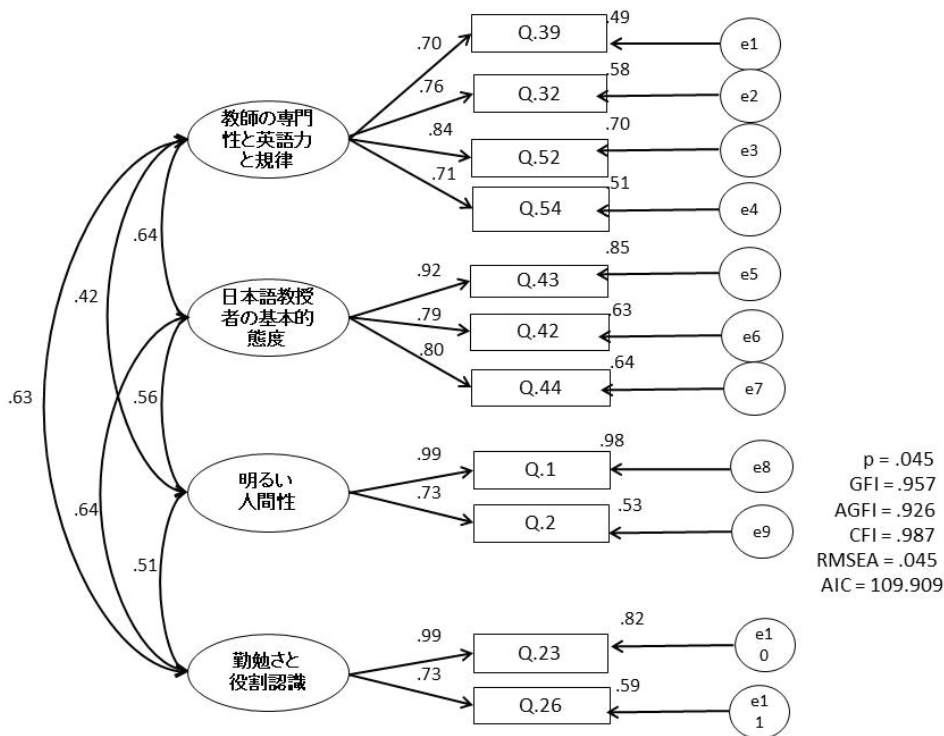 .49
Q.39
e1
.70
.58
Q.32
e2
.76
教師の専門
性と英語力
と規律
.70
Q.52
e3
.84
.51
Q.54
e4
.71
.64
.85
Q.43
e5
.92
日本語教授
者の基本的
態度
.63
Q.42
e6
.79
.42
.64
Q.44
e7
.80
.63
.56
.98
Q.1
e8
.99
明るい
人間性
.53
Q.2
e9
.73
.64
.51
p = .045
GFI = .957
AGFI = .926
CFI = .987
RMSEA = .045
AIC = 109.909
.82
Q.23
e1
0
.99
勤勉さと
役割認識
.59
Q.26
e1
1
.73